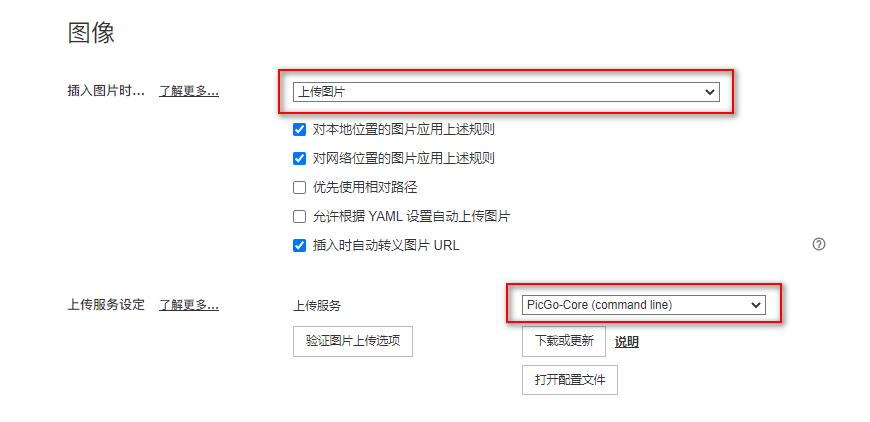 图像
插入图片时... 了解更多... 上传图片
对本地位置的图片应用上述规则
对网络位置的图片应用上述规则
优先使用相对路径
允许根据 YAML 设置自动上传图片
插入时自动转义图片 URL
上传服务设定 了解更多... 上传服务 PicGo-Core (command line)
验证图片上传选项 下载或更新 说明
打开配置文件